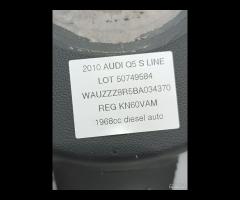 2010 AUDI Q5 S LINE
LOT 50749584
WAUZZZ8R5BA034370
REG KN60VAM
1968cc diesel auto